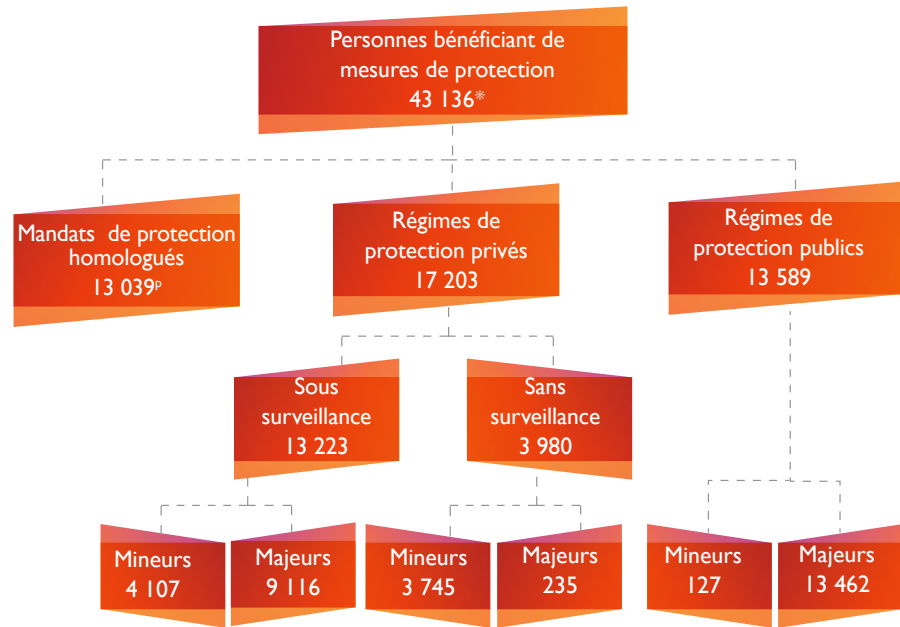 Personnes bénéficiant de
mesures de protection
43 136*
Mandats de protection
homologués
13 039ᵖ
Régimes de
protection privés
17 203
Régimes de
protection publics
13 589
Sous
surveillance
13 223
Sans
surveillance
3 980
Mineurs
4 107
Majeurs
9 116
Mineurs
3 745
Majeurs
235
Mineurs
127
Majeurs
13 462